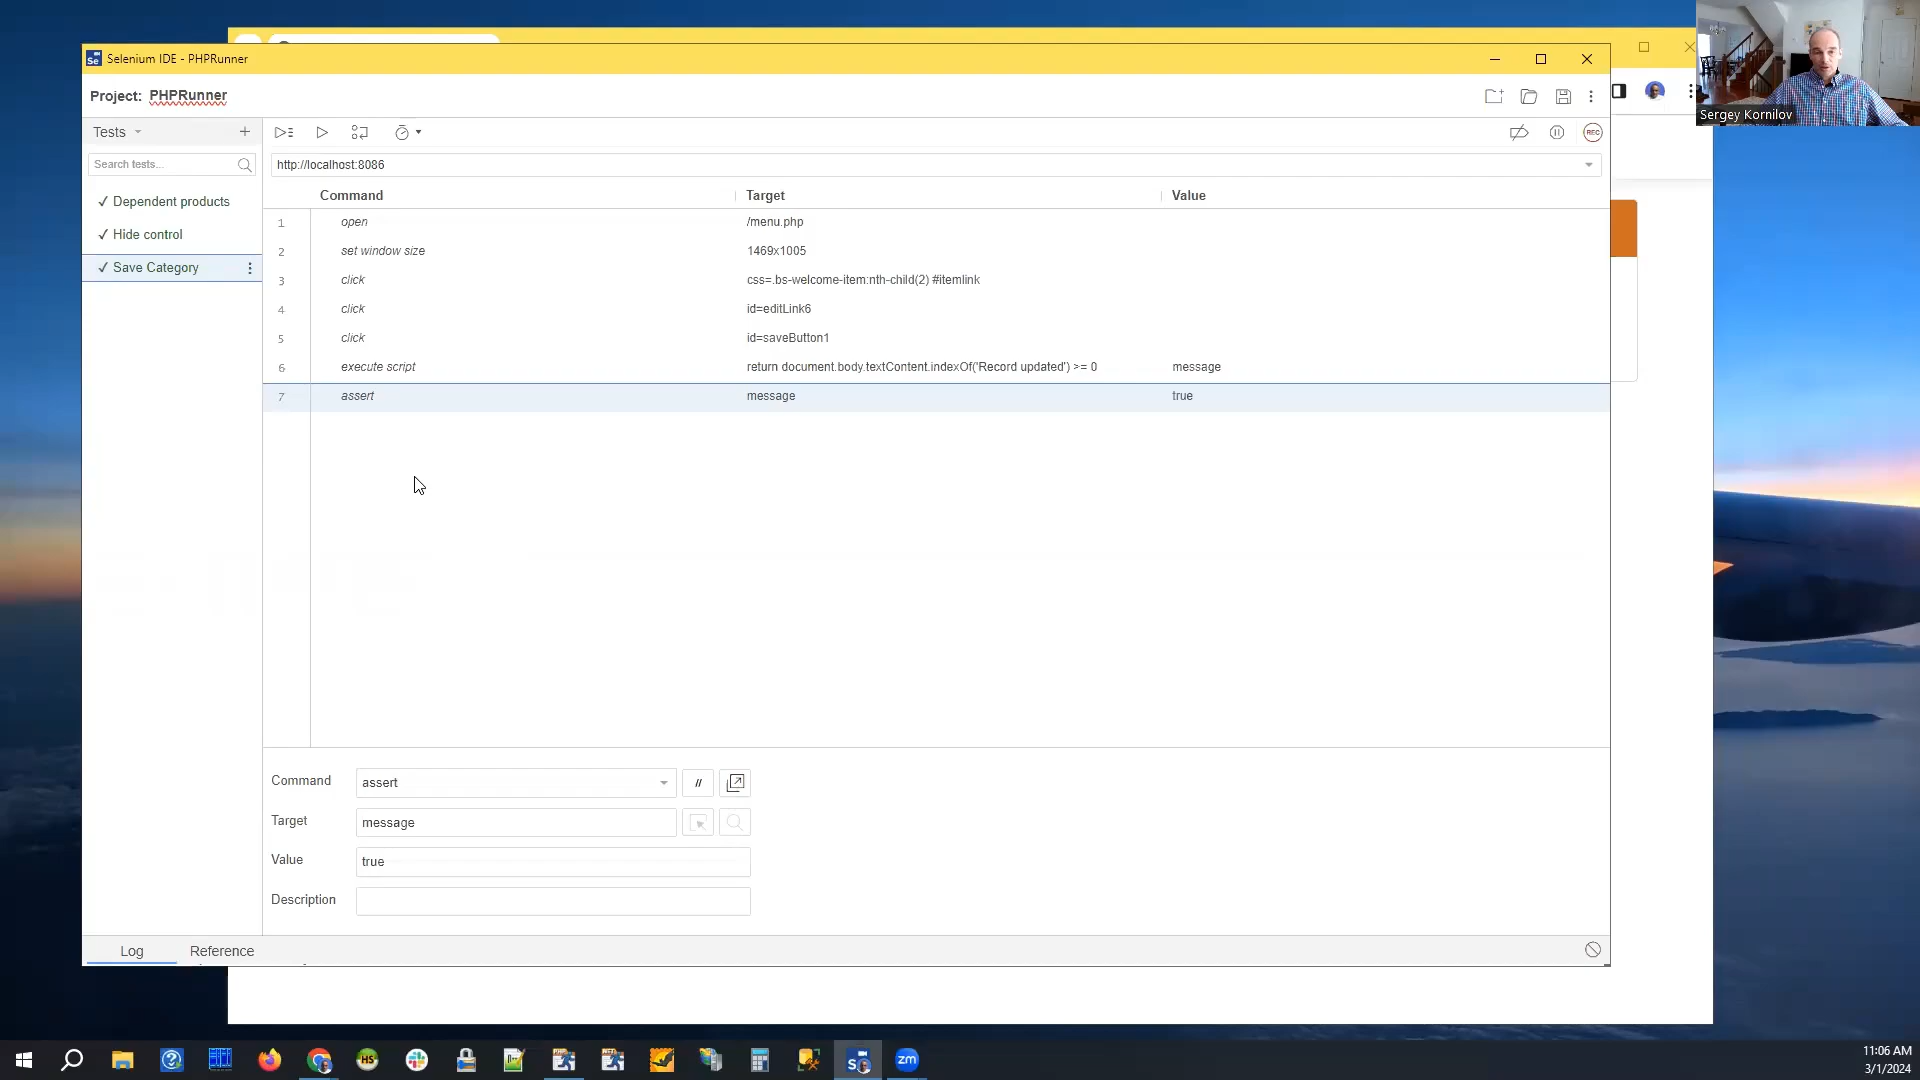 Selenium IDE - PHPRunner
Project: PHPRunner
Sergey Kornilov
Tests
REC
Search tests...
http://localhost:8086
Command Target Value
✓ Dependent products
✓ Hide control
✓ Save Category
1 open /menu.php
2 set window size 1469x1005
3 click css=.bs-welcome-item:nth-child(2) #itemlink
4 click id=editLink6
5 click id=saveButton1
6 execute script return document.body.textContent.indexOf('Record updated') >= 0 message
7 assert message true
Command assert //
Target message
Value true
Description
Log Reference
HS
zm
11:06 AM
3/1/2024